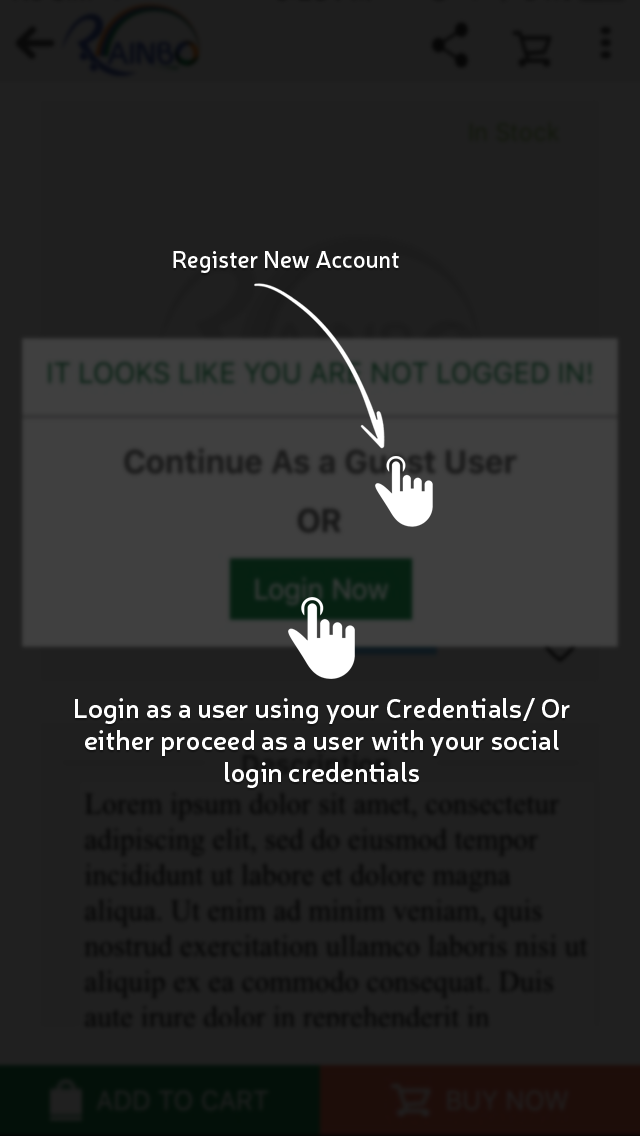 RAINBO
In Stock
Register New Account
IT LOOKS LIKE YOU ARE NOT LOGGED IN!
Continue As a Guest User
OR
Login Now
Login as a user using your Credentials/ Or
either proceed as a user with your social
login credentials
Description
Lorem ipsum dolor sit amet, consectetur
adipiscing elit, sed do eiusmod tempor
incididunt ut labore et dolore magna
aliqua. Ut enim ad minim veniam, quis
nostrud exercitation ullamco laboris nisi ut
aliquip ex ea commodo consequat. Duis
aute irure dolor in reprehenderit in
ADD TO CART
BUY NOW